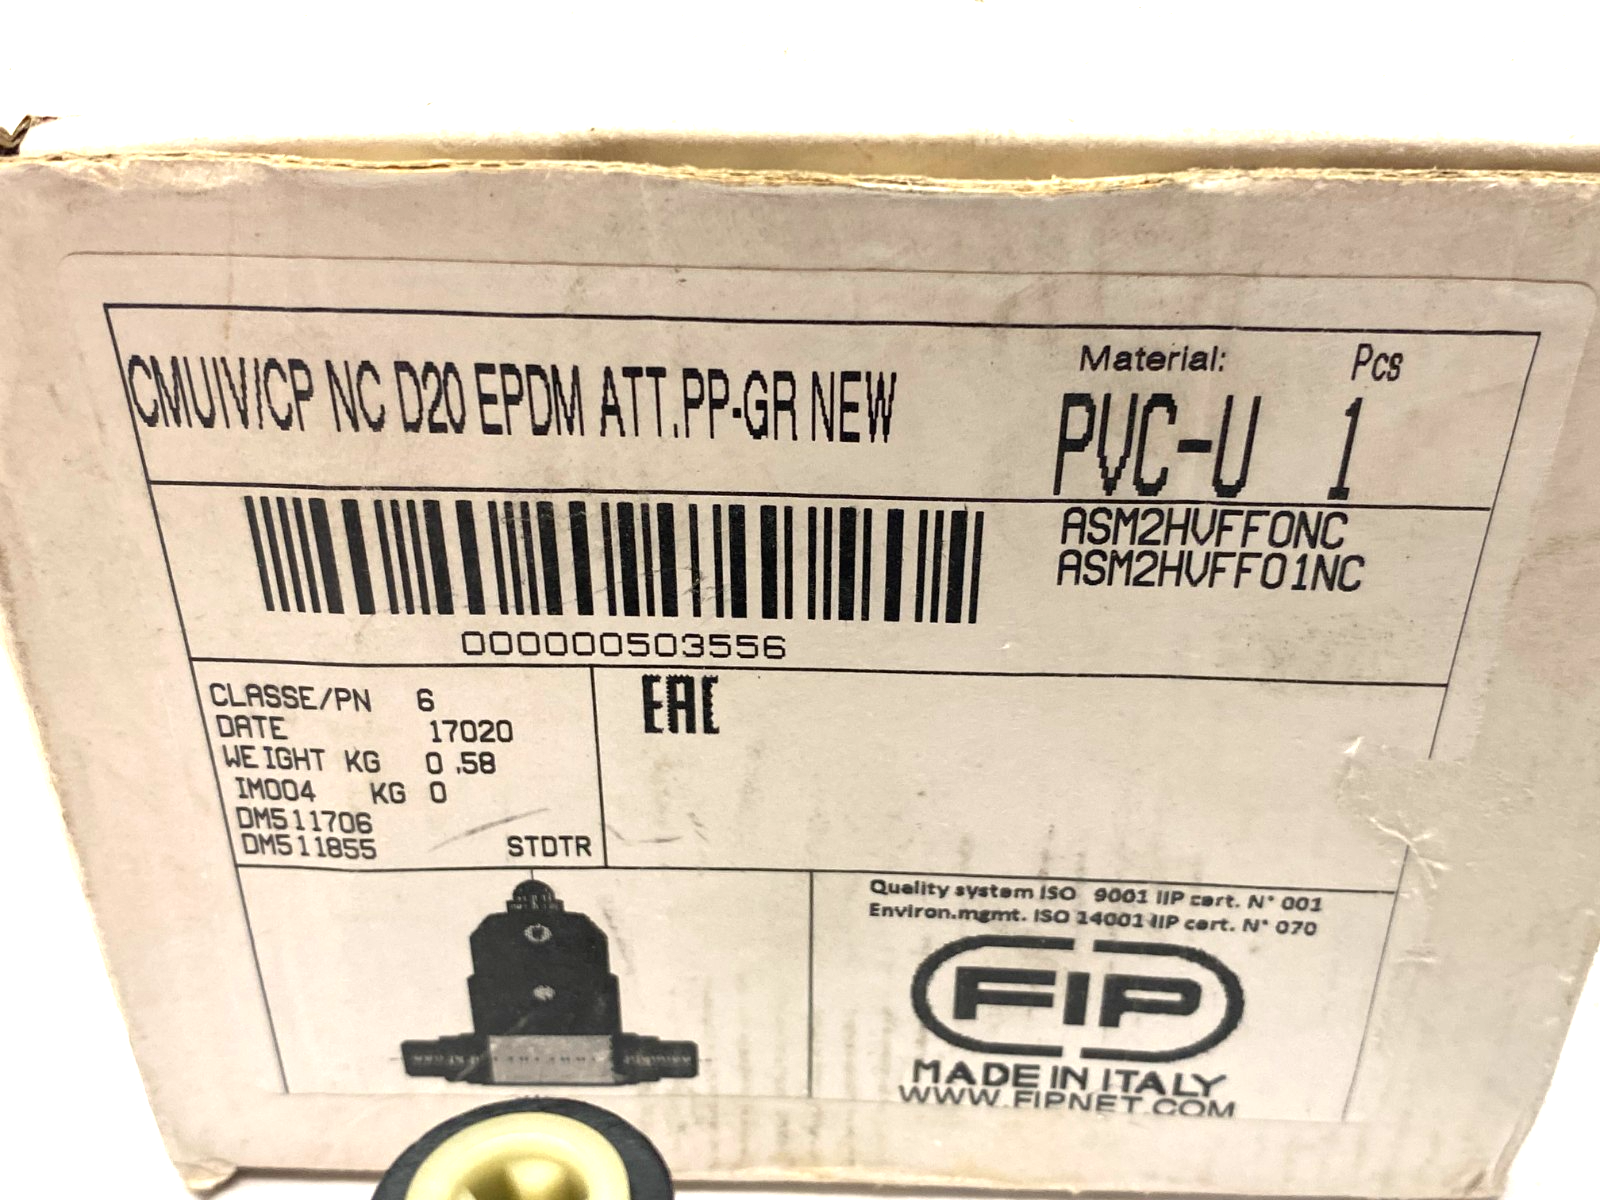 CMUIV/CP NC D20 EPDM ATT.PP-GR NEW
Material: Pcs
PVC-U 1
ASM2HVFF0NC
ASM2HVFF01NC
000000503556
CLASSE/PN 6
DATE 17020
WEIGHT KG 0.58
IM004 KG 0
DM511706
DM511855 STDTR
EAC
Quality system ISO 9001 IIP cert. N° 001
Environ.mgmt. ISO 14001 IIP cert. N° 070
FIP
MADE IN ITALY
WWW.FIPNET.COM